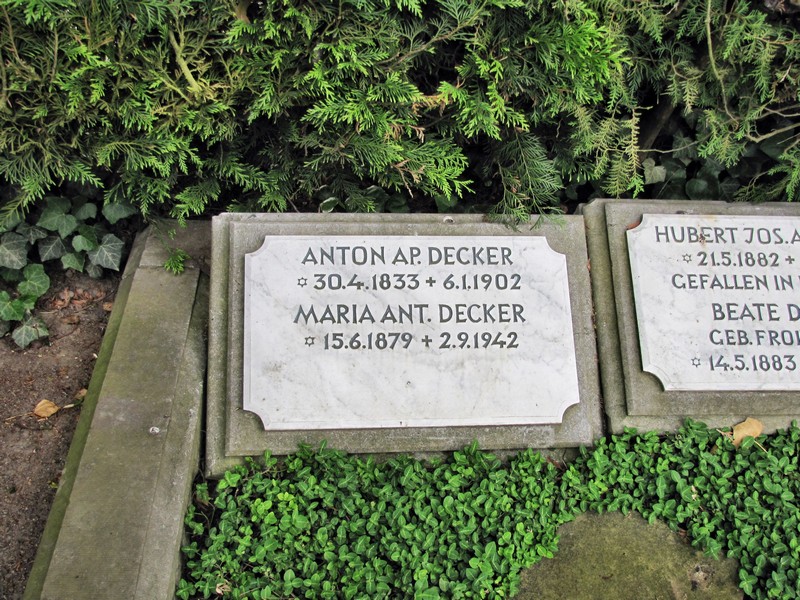 ANTON AP. DECKER
✡ 30.4.1833 + 6.1.1902
MARIA ANT. DECKER
✡ 15.6.1879 + 2.9.1942
HUBERT JOS.
✡ 21.5.1882 +
GEFALLEN IN
BEATE
GEB.
✡ 14.5.1883